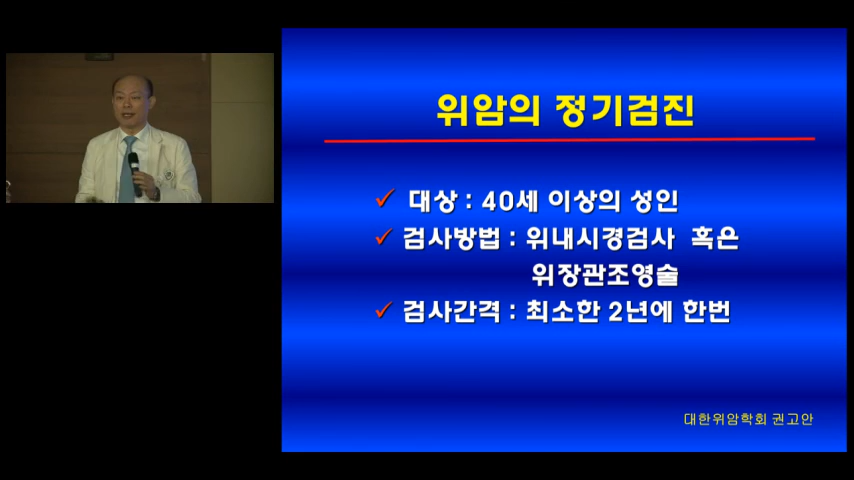 위암의 정기검진
✓ 대상 : 40세 이상의 성인
✓ 검사방법 : 위내시경검사 혹은
위장관조영술
✓ 검사간격 : 최소한 2년에 한번
대한위암학회 권고안